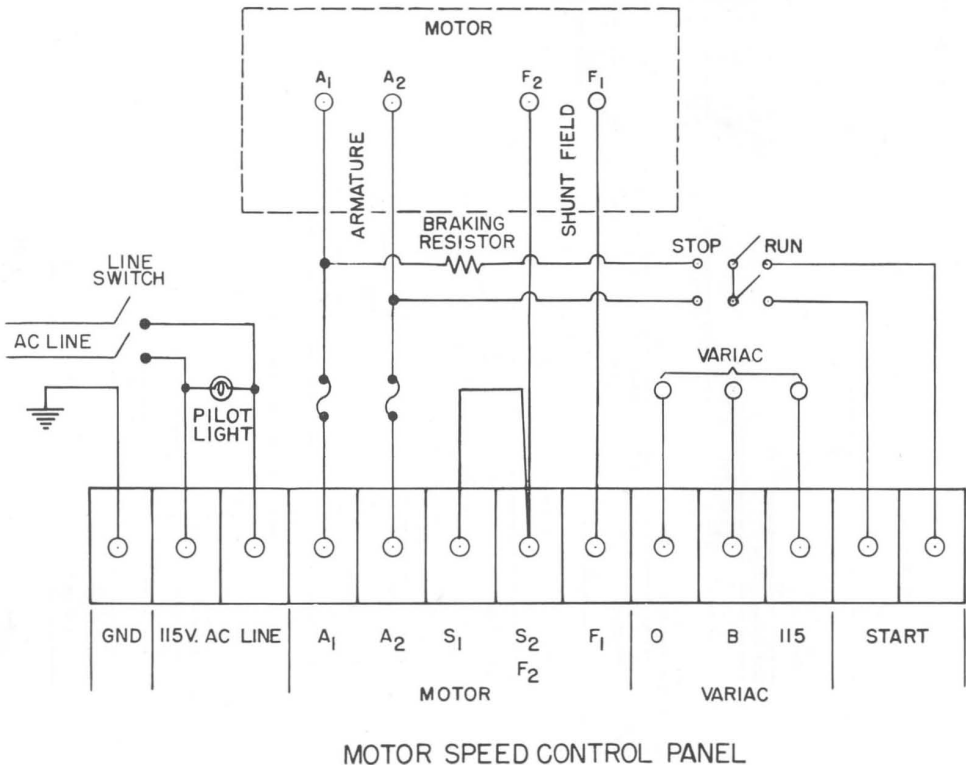 MOTOR
A1 A2 F2 F1
ARMATURE
SHUNT FIELD
BRAKING
RESISTOR
STOP RUN
LINE
SWITCH
AC LINE
VARIAC
PILOT
LIGHT
GND 115V. AC LINE A1 A2 S1 S2 F1 O B 115 START
F2
MOTOR VARIAC
MOTOR SPEED CONTROL PANEL